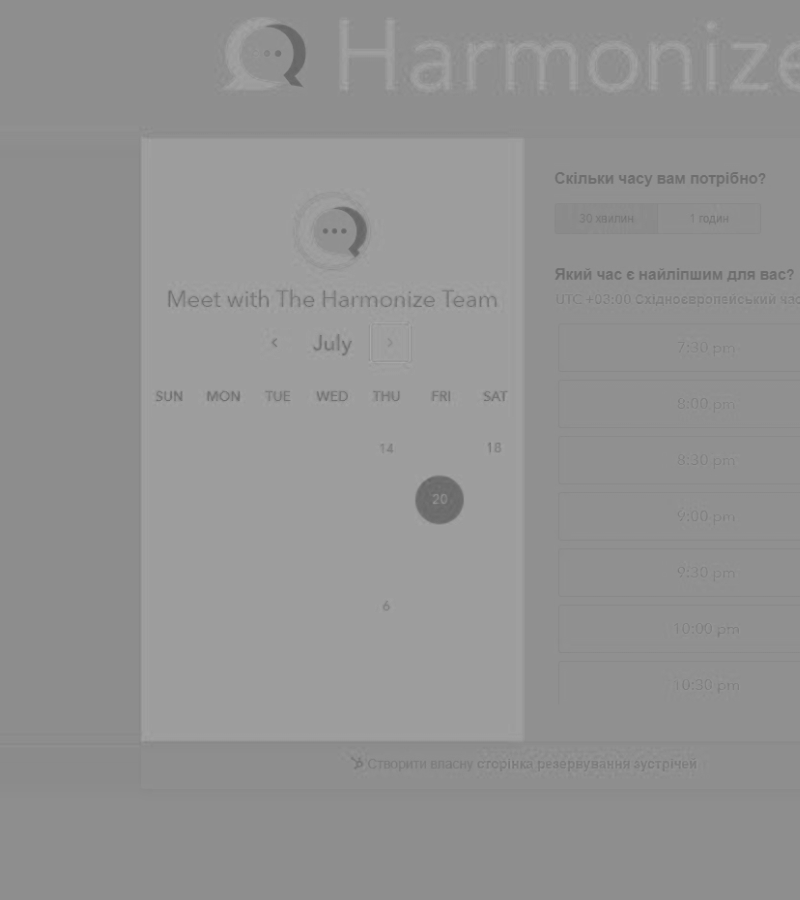 Harmonize
Meet with The Harmonize Team
‹ July ›
SUN MON TUE WED THU FRI SAT
14 18
20
6
Скільки часу вам потрібно?
30 хвилин 1 годин
Який час є найліпшим для вас?
UTC +03:00 Східноєвропейський час
7:30 pm
8:00 pm
8:30 pm
9:00 pm
9:30 pm
10:00 pm
10:30 pm
Створити власну сторінка резервування зустрічей